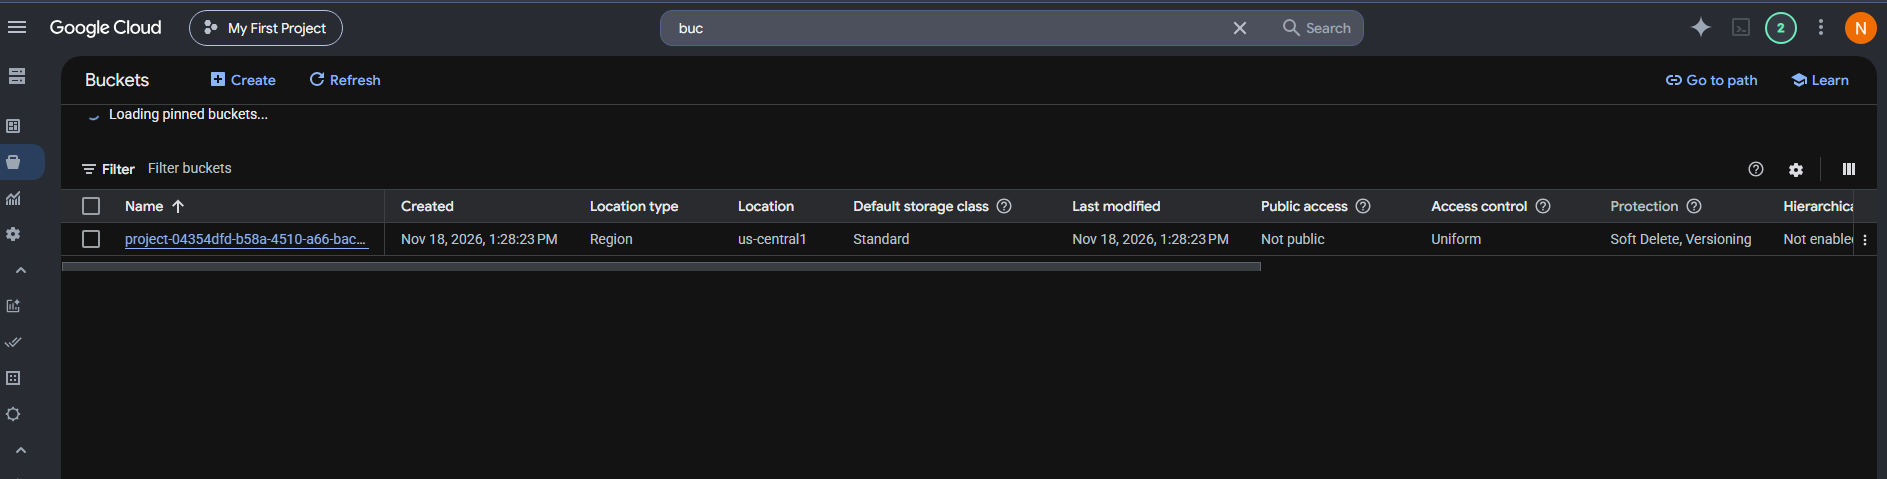 Google Cloud My First Project buc Search 2 N
Buckets Create Refresh Go to path Learn
Loading pinned buckets...
Filter Filter buckets
Name Created Location type Location Default storage class Last modified Public access Access control Protection Hierarchica
project-04354dfd-b58a-4510-a66-bac... Nov 18, 2026, 1:28:23 PM Region us-central1 Standard Nov 18, 2026, 1:28:23 PM Not public Uniform Soft Delete, Versioning Not enable